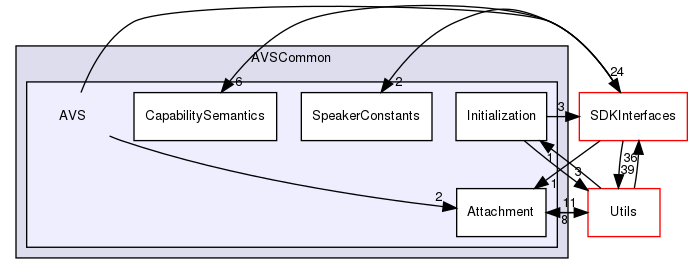 AVSCommon
6
2
24
AVS
CapabilitySemantics
SpeakerConstants
Initialization
3
SDKInterfaces
1
36
39
3
1
2
Attachment
11
8
Utils